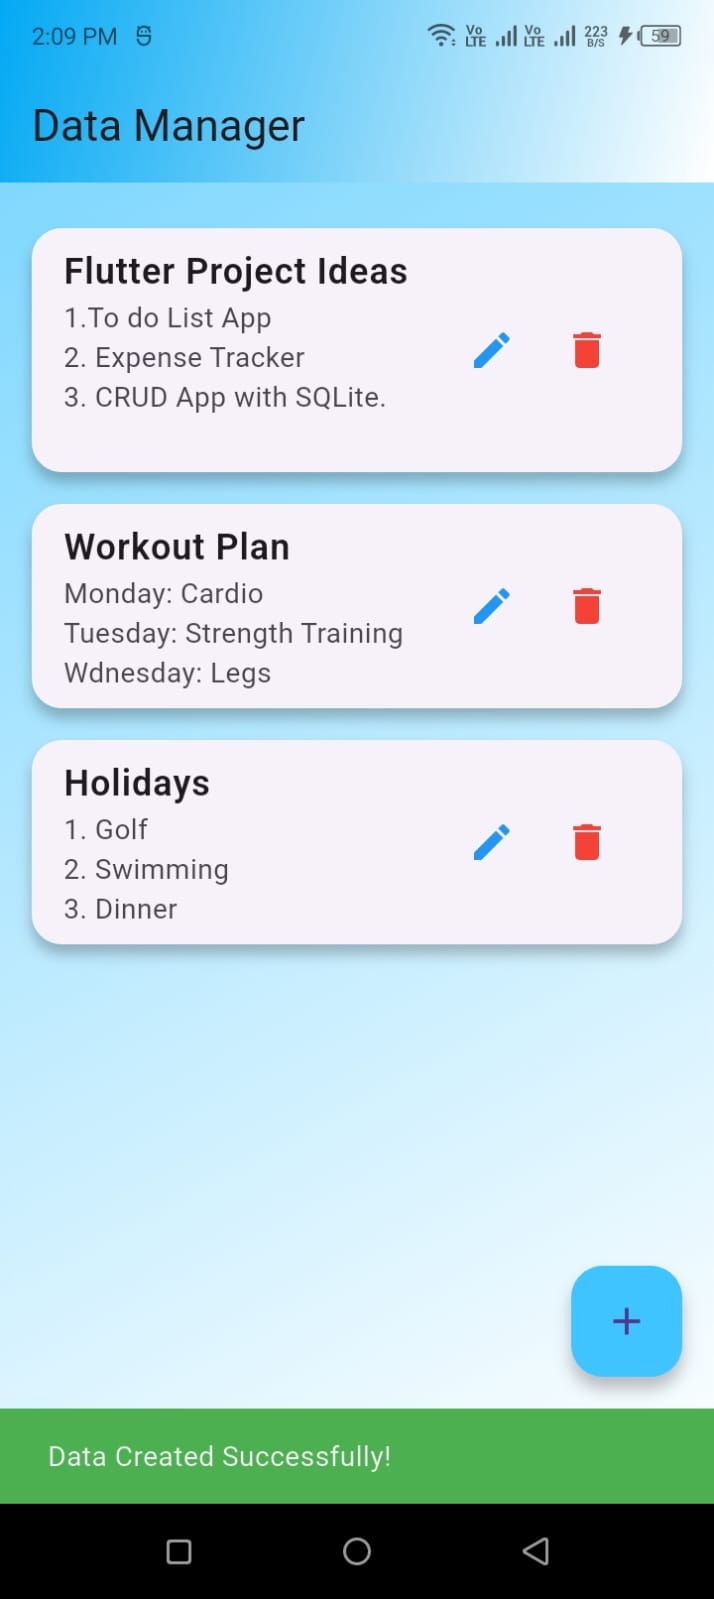 2:09 PM
Vo LTE Vo LTE 223 B/S 59
Data Manager
Flutter Project Ideas
1.To do List App
2. Expense Tracker
3. CRUD App with SQLite.
Workout Plan
Monday: Cardio
Tuesday: Strength Training
Wdnesday: Legs
Holidays
1. Golf
2. Swimming
3. Dinner
+
Data Created Successfully!